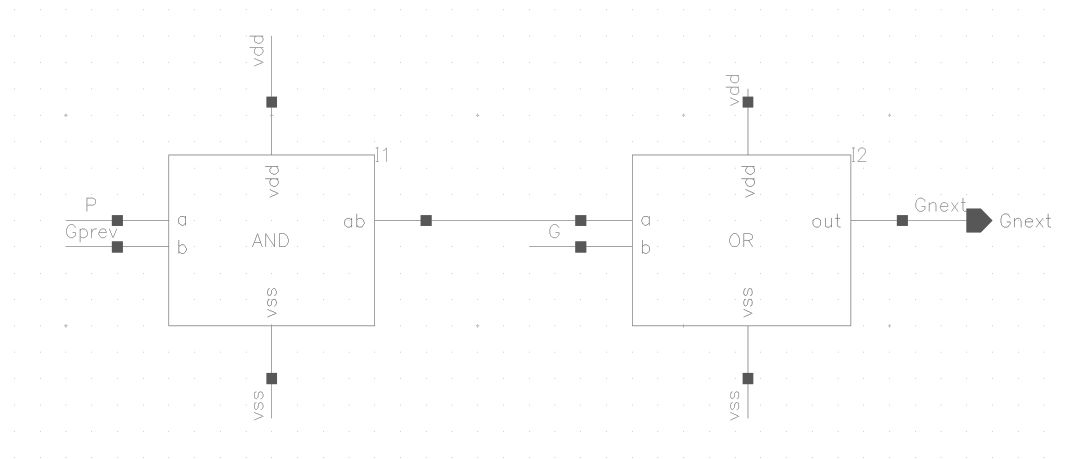 vdd
vdd
I1
I2
vdd
vdd
P
a
ab
a
out
Gnext
Gnext
Gprev
b
AND
G
b
OR
vss
vss
vss
vss